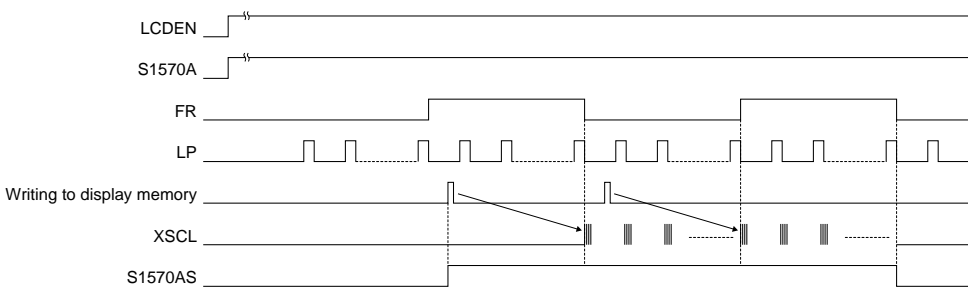 LCDEN
S1570A
FR
LP
Writing to display memory
XSCL
S1570AS